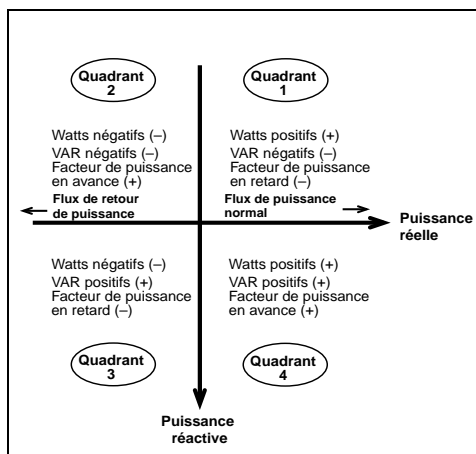 Quadrant
2
Quadrant
1
Watts négatifs (–)
VAR négatifs (–)
Facteur de puissance
en avance (+)
Flux de retour
de puissance
Watts positifs (+)
VAR négatifs (–)
Facteur de puissance
en retard (–)
Flux de puissance
normal
Puissance
réelle
Watts négatifs (–)
VAR positifs (+)
Facteur de puissance
en retard (–)
Watts positifs (+)
VAR positifs (+)
Facteur de puissance
en avance (+)
Quadrant
3
Quadrant
4
Puissance
réactive